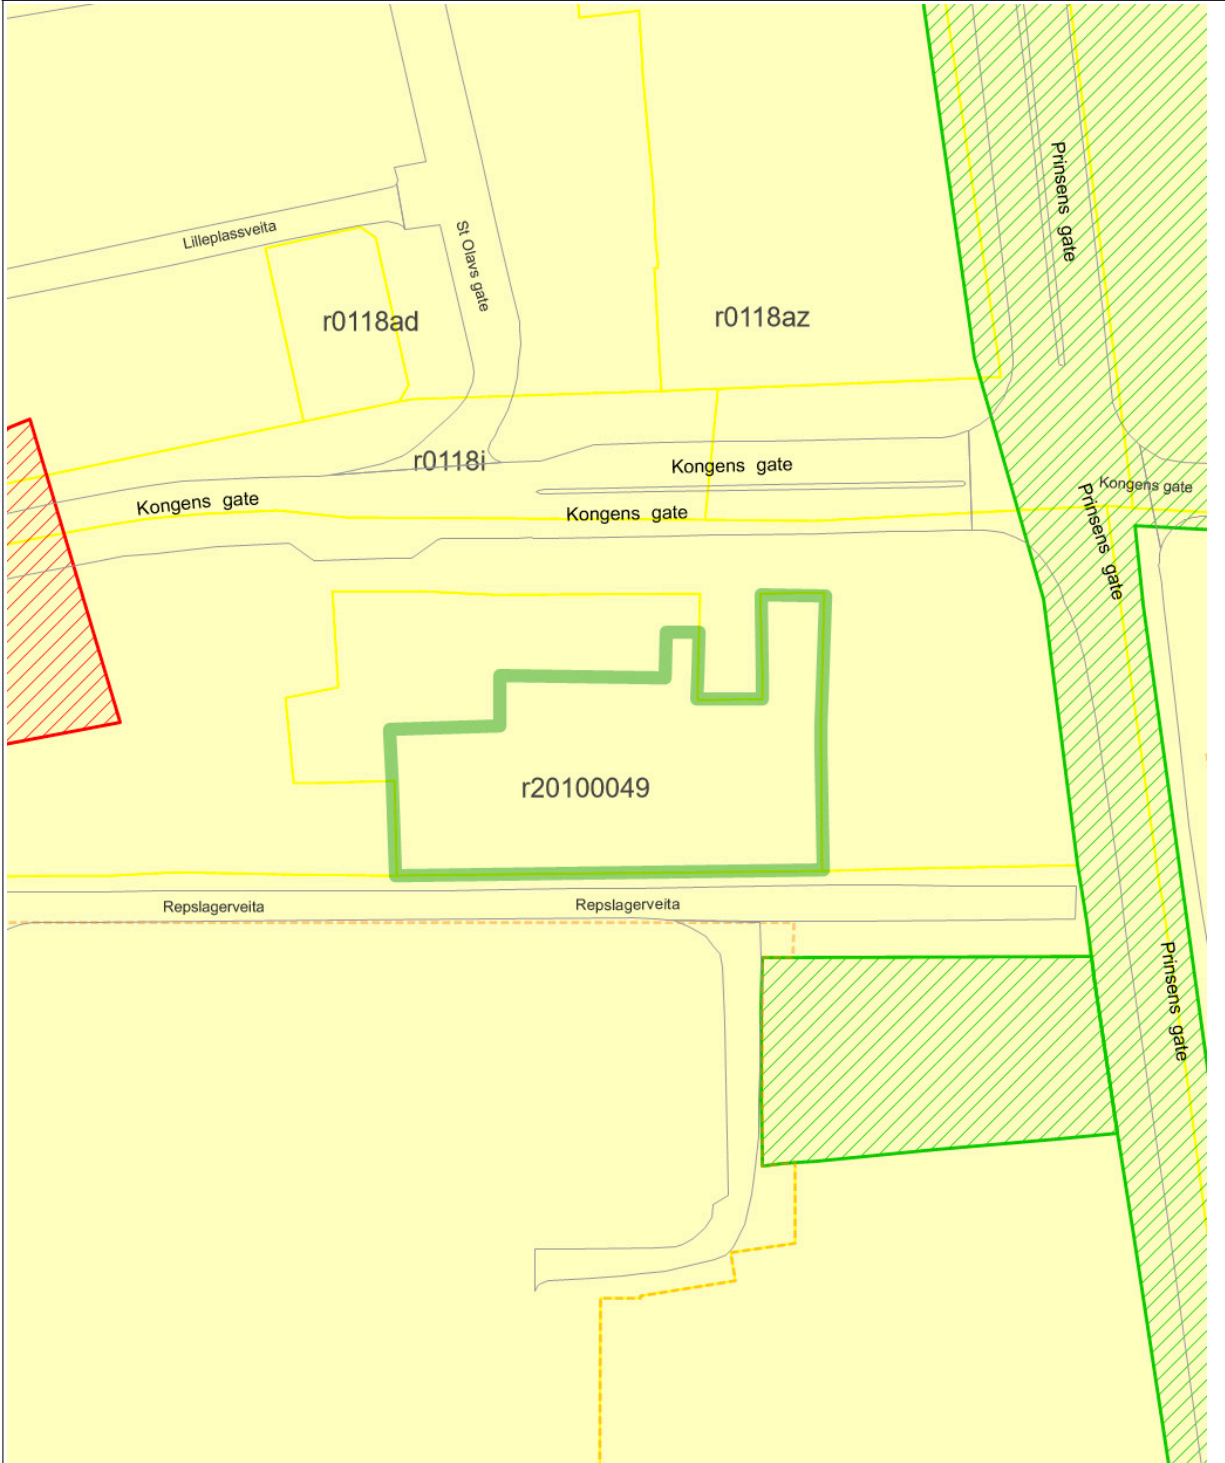 Prinsens gate
Lilleplassveita
St Olavs gate
r0118ad
r0118az
r0118i
Kongens gate
Kongens gate
Kongens gate
Kongens gate
Prinsens gate
r20100049
Repslagerveita
Repslagerveita
Prinsens gate